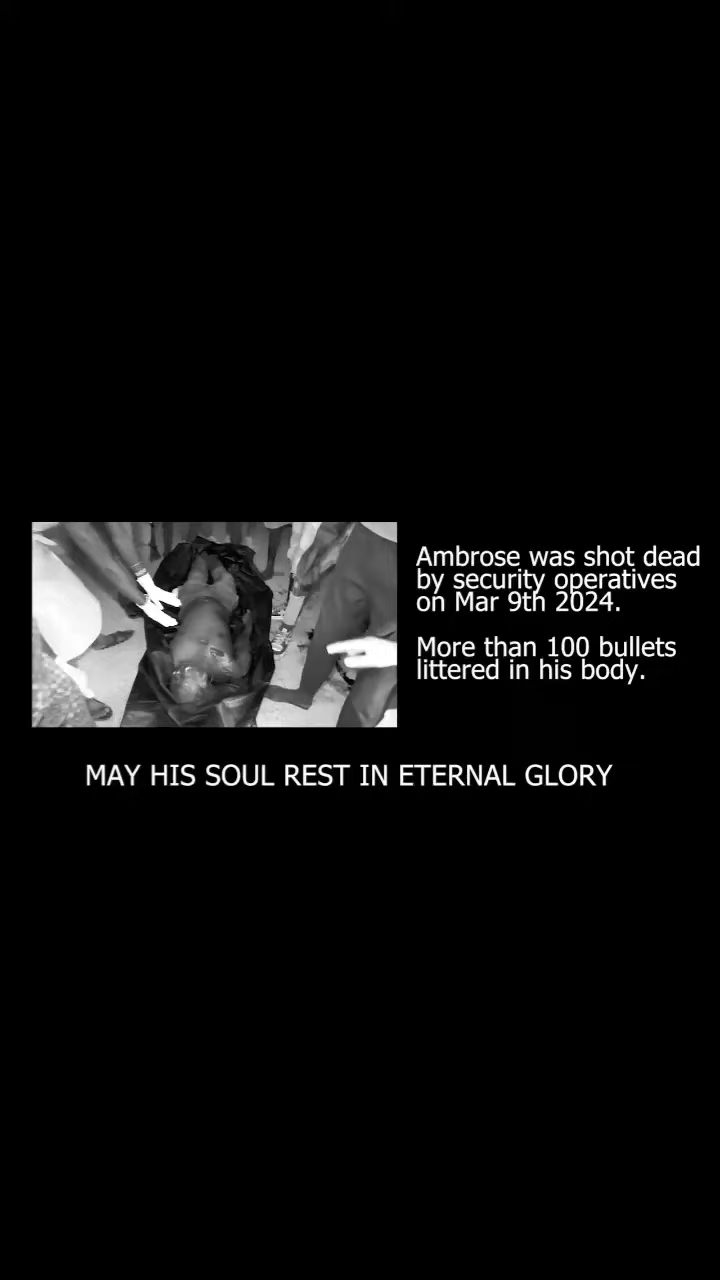 Ambrose was shot dead
by security operatives
on Mar 9th 2024.
More than 100 bullets
littered in his body.
MAY HIS SOUL REST IN ETERNAL GLORY